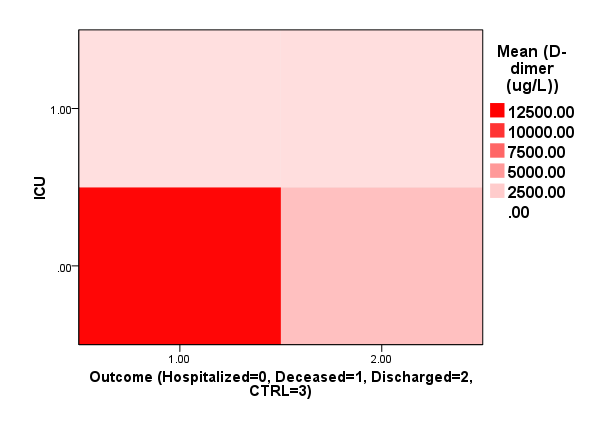 Mean (D-
dimer
(ug/L))
12500.00
10000.00
7500.00
5000.00
2500.00
.00
1.00
ICU
.00
1.00
2.00
Outcome (Hospitalized=0, Deceased=1, Discharged=2,
CTRL=3)